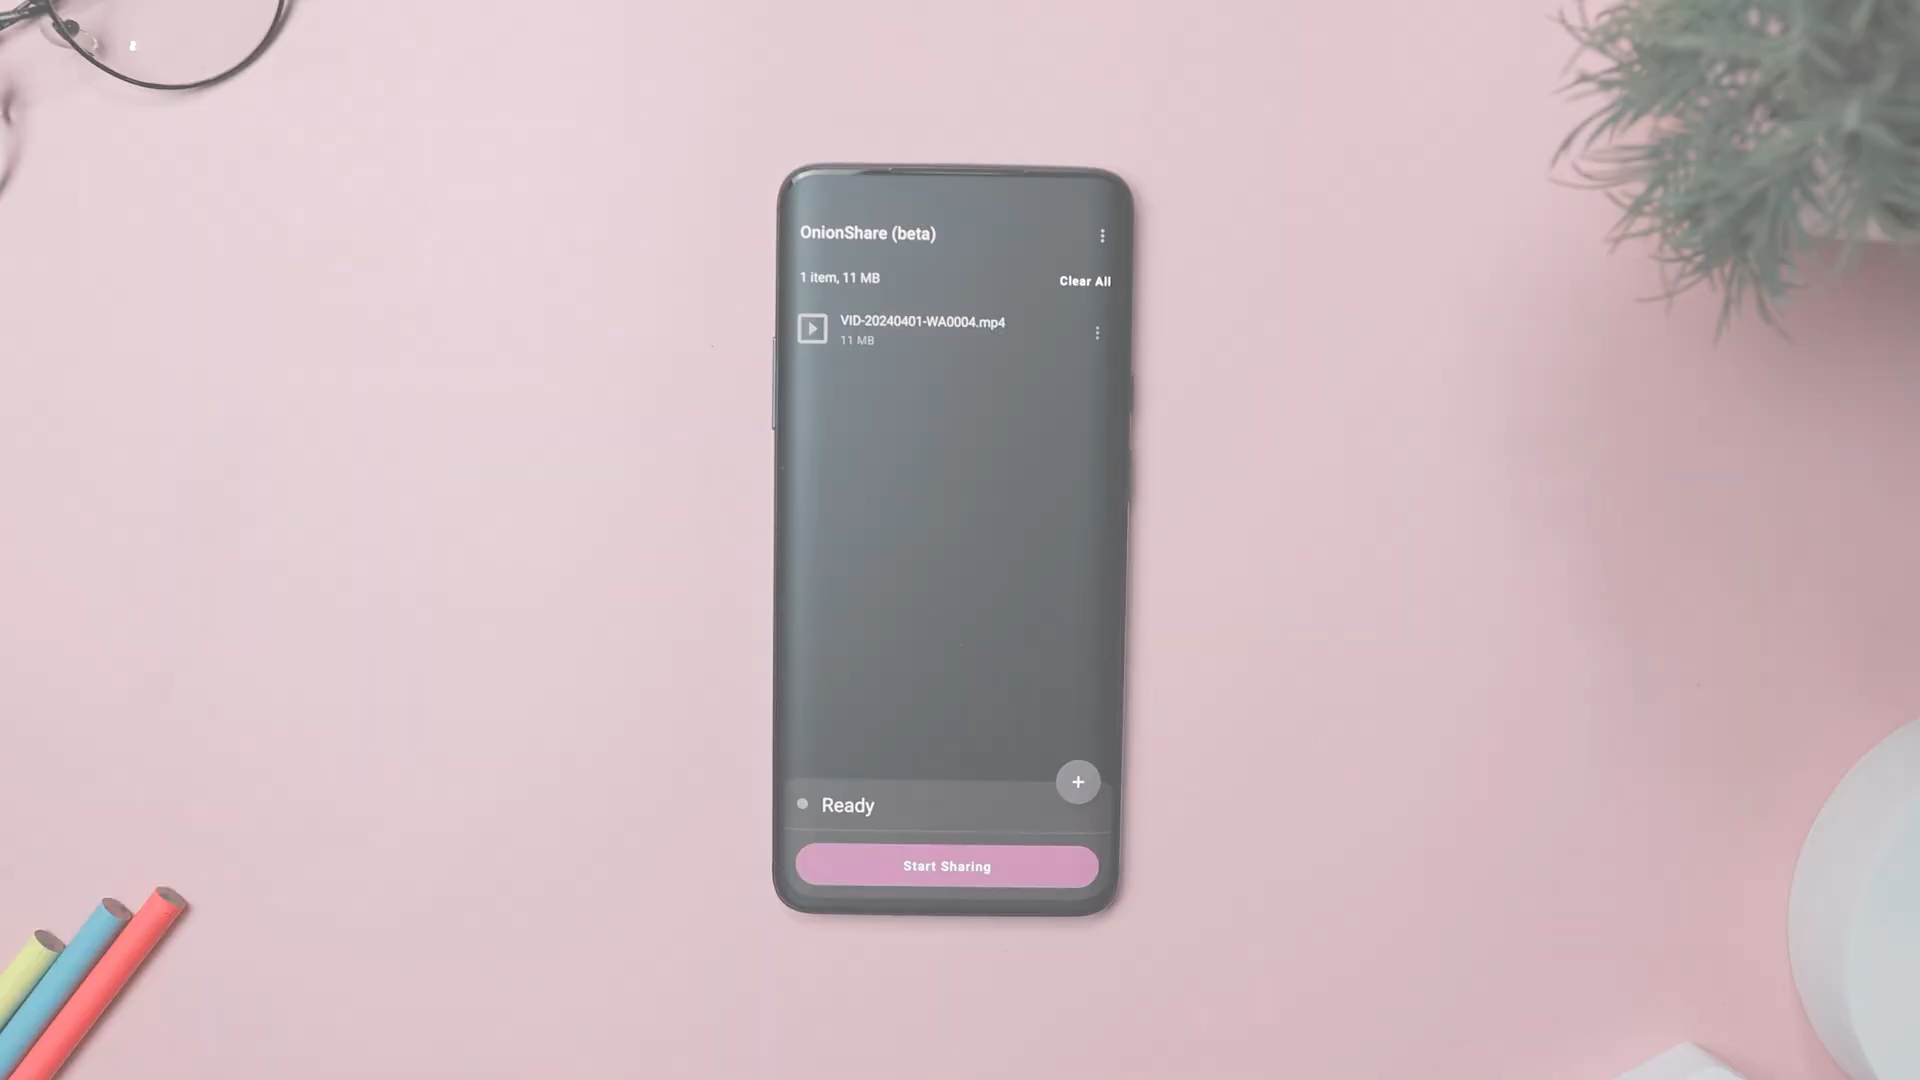 OnionShare (beta)
1 item, 11 MB
Clear All
VID-20240401-WA0004.mp4
11 MB
Ready
Start Sharing